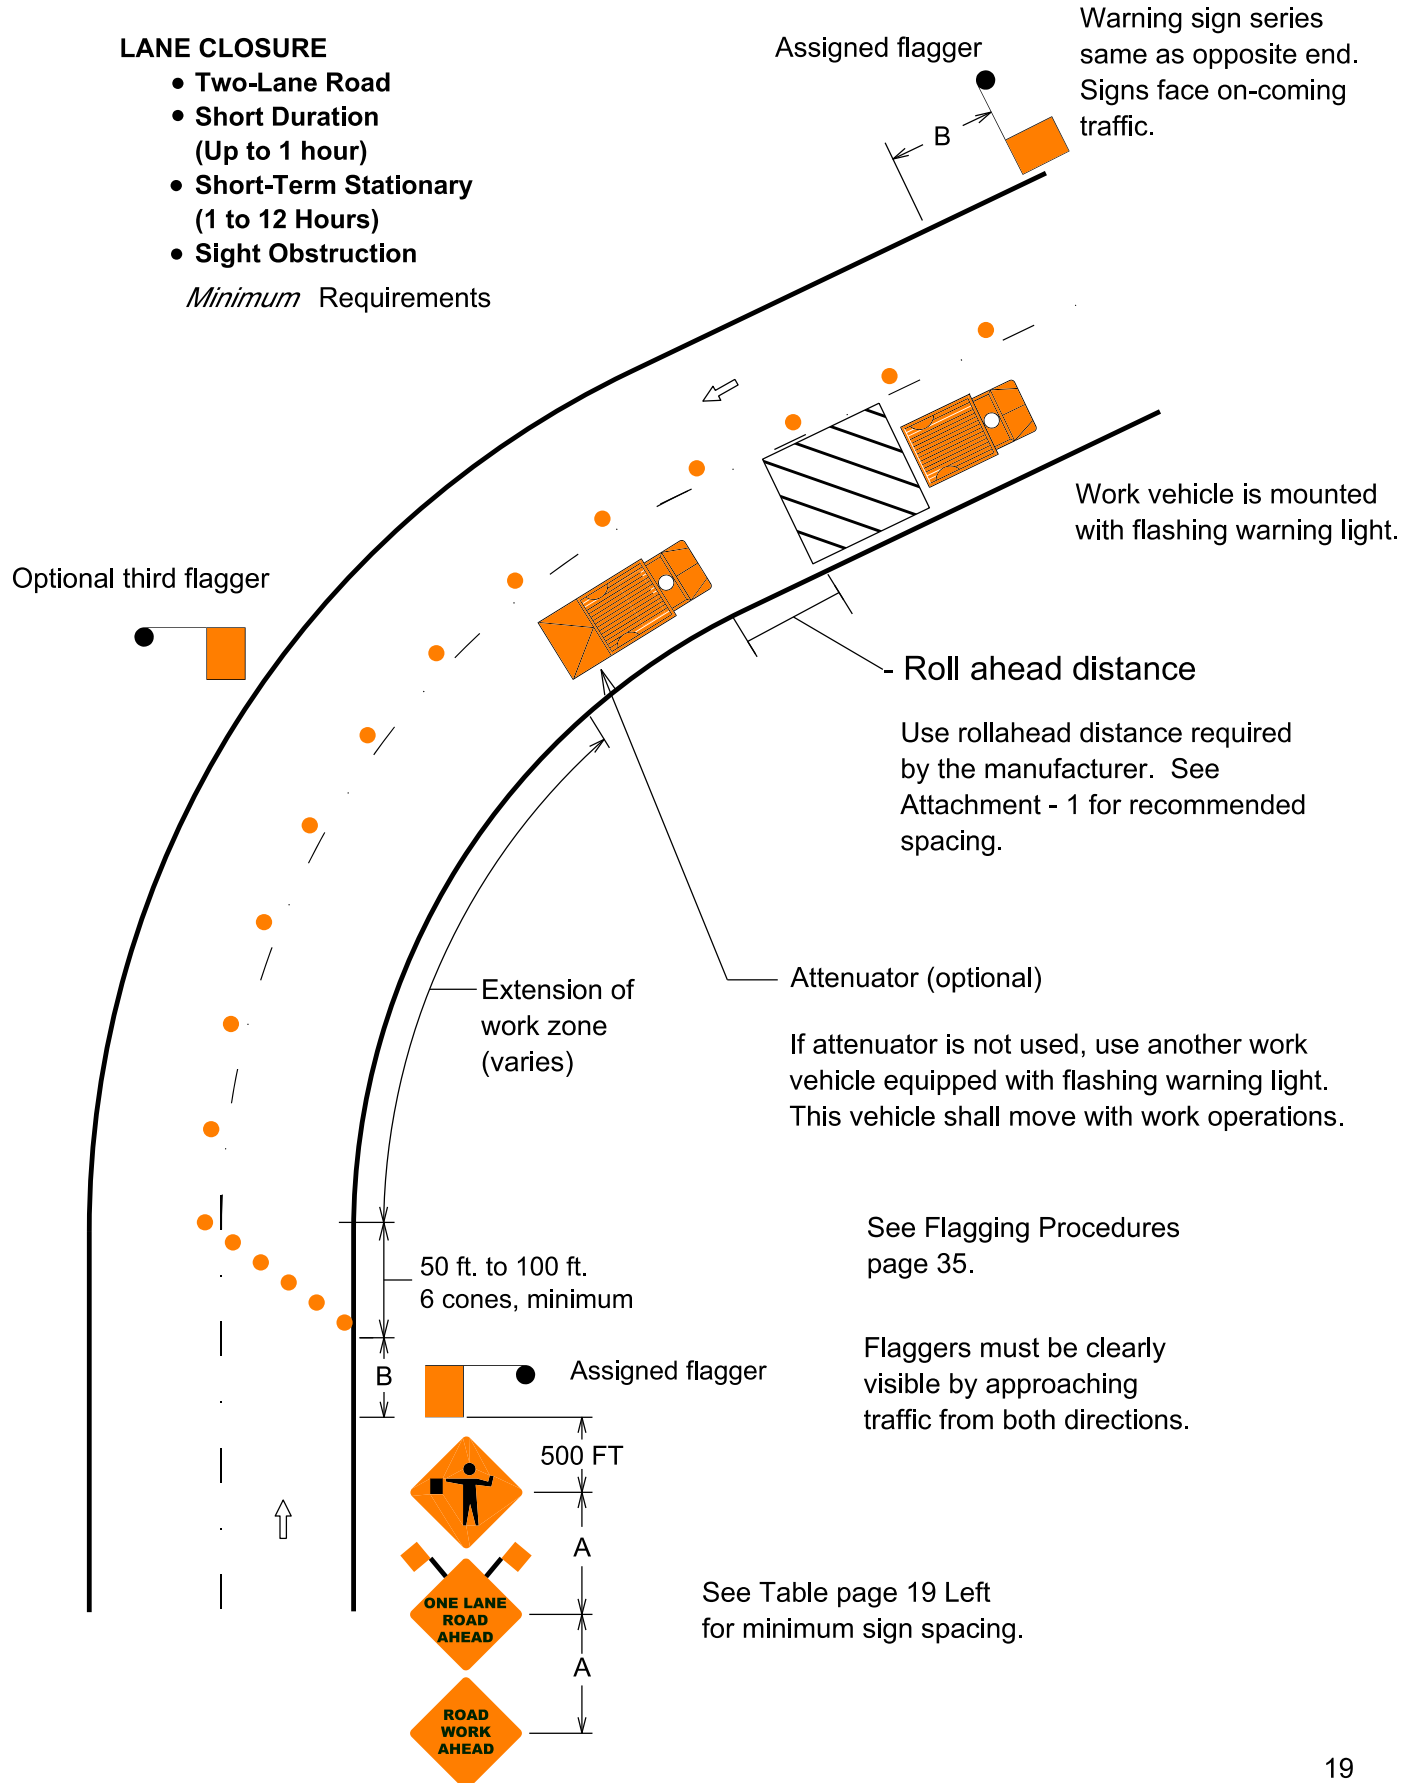 LANE CLOSURE
• Two-Lane Road
• Short Duration
(Up to 1 hour)
• Short-Term Stationary
(1 to 12 Hours)
• Sight Obstruction
Minimum Requirements
Assigned flagger
Warning sign series
same as opposite end.
Signs face on-coming
traffic.
B
Work vehicle is mounted
with flashing warning light.
Optional third flagger
- Roll ahead distance
Use rollahead distance required
by the manufacturer. See
Attachment - 1 for recommended
spacing.
Extension of
work zone
(varies)
Attenuator (optional)
If attenuator is not used, use another work
vehicle equipped with flashing warning light.
This vehicle shall move with work operations.
See Flagging Procedures
page 35.
50 ft. to 100 ft.
6 cones, minimum
Flaggers must be clearly
visible by approaching
traffic from both directions.
B
Assigned flagger
500 FT
A
ONE LANE
ROAD
AHEAD
See Table page 19 Left
for minimum sign spacing.
A
ROAD
WORK
AHEAD
19